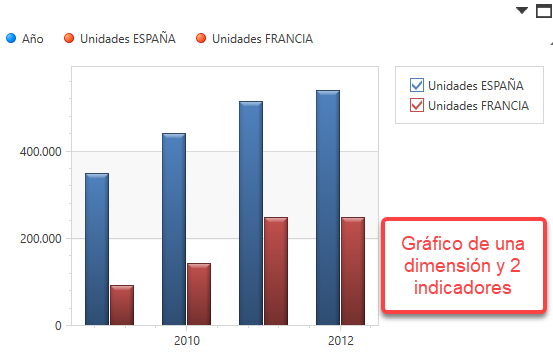 Año Unidades ESPAÑA Unidades FRANCIA
Unidades ESPAÑA
Unidades FRANCIA
400.000
200.000
0
2010 2012
Gráfico de una
dimensión y 2
indicadores